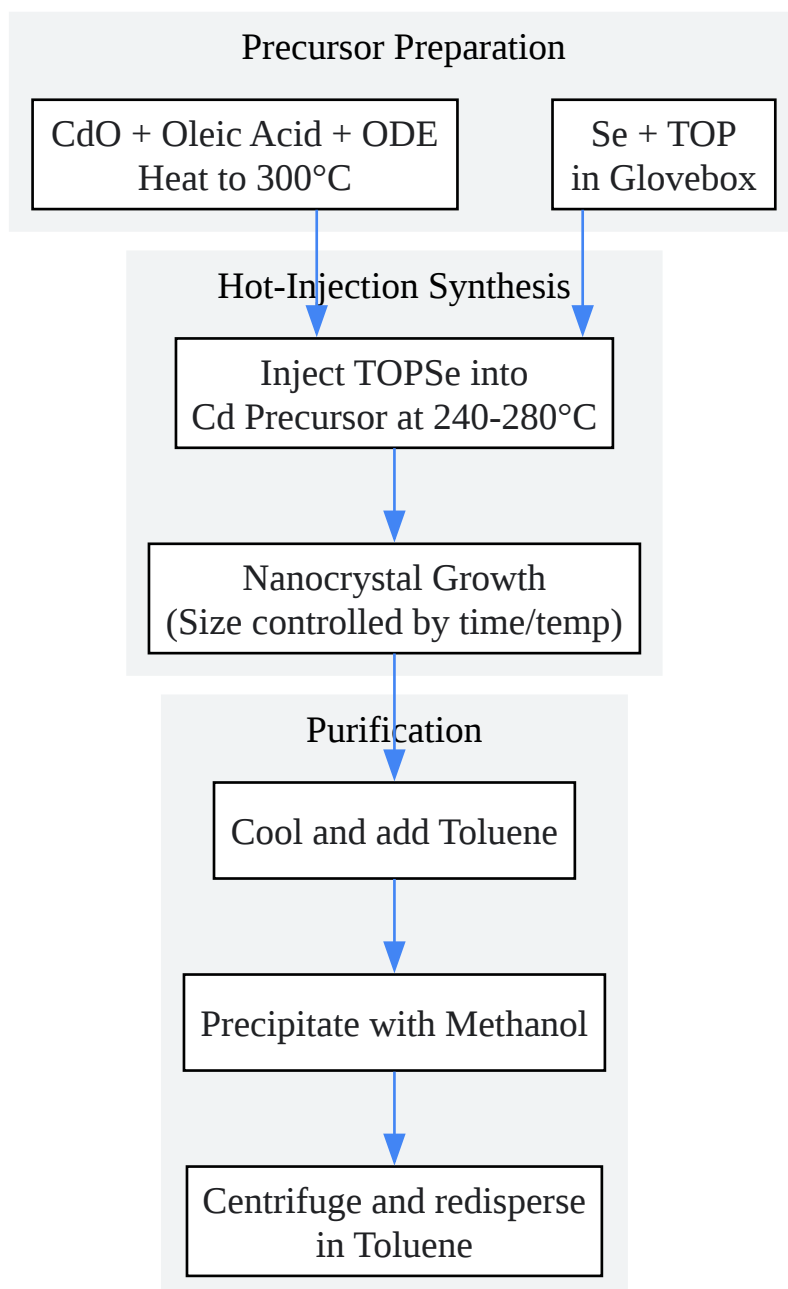 Precursor Preparation
CdO + Oleic Acid + ODE
Heat to 300°C
Se + TOP
in Glovebox
Hot-Injection Synthesis
Inject TOPSe into
Cd Precursor at 240-280°C
Nanocrystal Growth
(Size controlled by time/temp)
Purification
Cool and add Toluene
Precipitate with Methanol
Centrifuge and redisperse
in Toluene